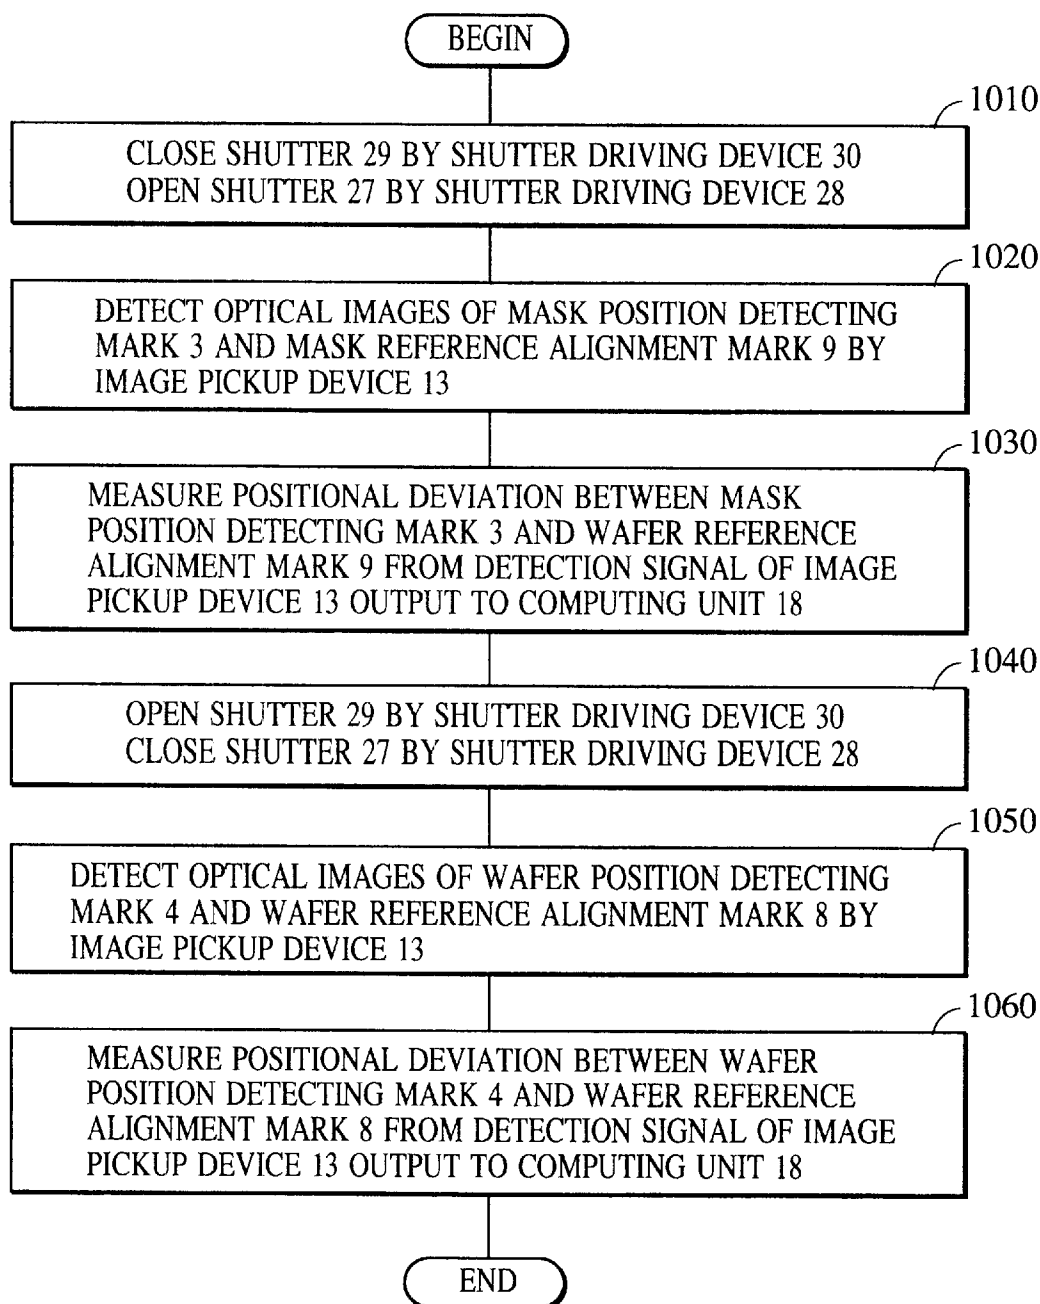 BEGIN
1010
CLOSE SHUTTER 29 BY SHUTTER DRIVING DEVICE 30
OPEN SHUTTER 27 BY SHUTTER DRIVING DEVICE 28
1020
DETECT OPTICAL IMAGES OF MASK POSITION DETECTING
MARK 3 AND MASK REFERENCE ALIGNMENT MARK 9 BY
IMAGE PICKUP DEVICE 13
1030
MEASURE POSITIONAL DEVIATION BETWEEN MASK
POSITION DETECTING MARK 3 AND WAFER REFERENCE
ALIGNMENT MARK 9 FROM DETECTION SIGNAL OF IMAGE
PICKUP DEVICE 13 OUTPUT TO COMPUTING UNIT 18
1040
OPEN SHUTTER 29 BY SHUTTER DRIVING DEVICE 30
CLOSE SHUTTER 27 BY SHUTTER DRIVING DEVICE 28
1050
DETECT OPTICAL IMAGES OF WAFER POSITION DETECTING
MARK 4 AND WAFER REFERENCE ALIGNMENT MARK 8 BY
IMAGE PICKUP DEVICE 13
1060
MEASURE POSITIONAL DEVIATION BETWEEN WAFER
POSITION DETECTING MARK 4 AND WAFER REFERENCE
ALIGNMENT MARK 8 FROM DETECTION SIGNAL OF IMAGE
PICKUP DEVICE 13 OUTPUT TO COMPUTING UNIT 18
END